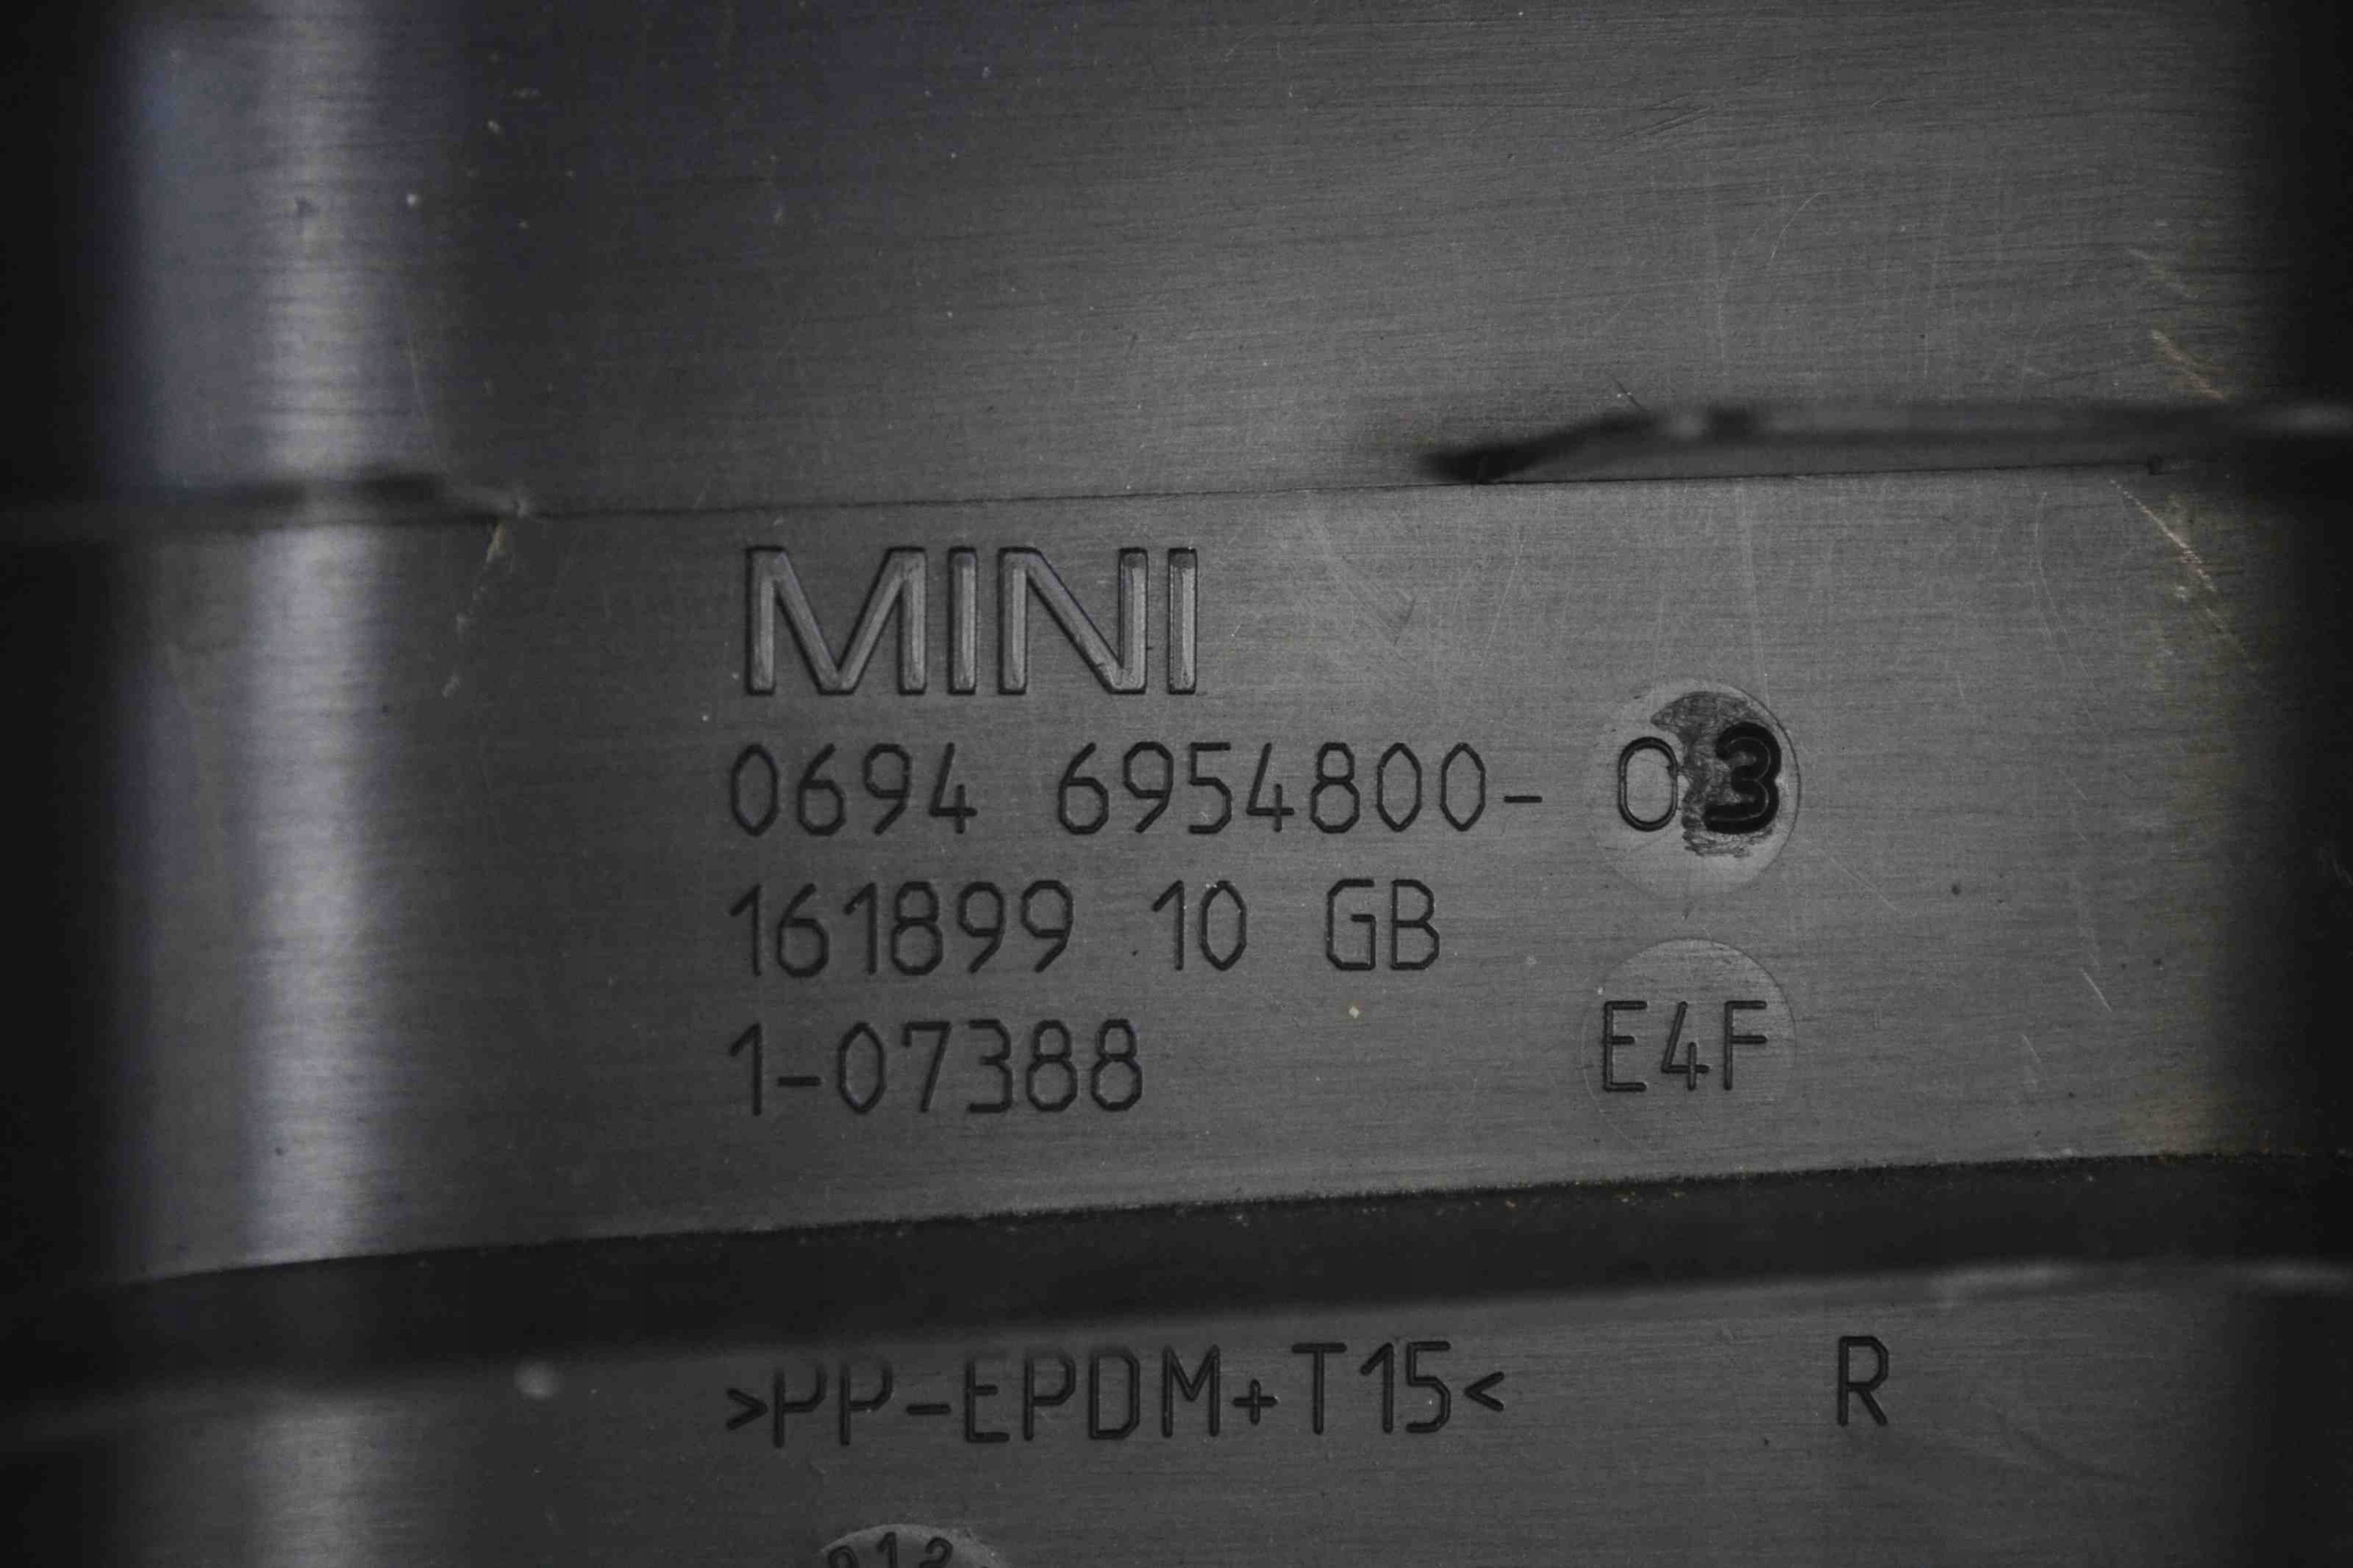 MINI
0694 6954800- 03
161899 10 GB
1-07388 E4F
>PP-EPDM+T15< R